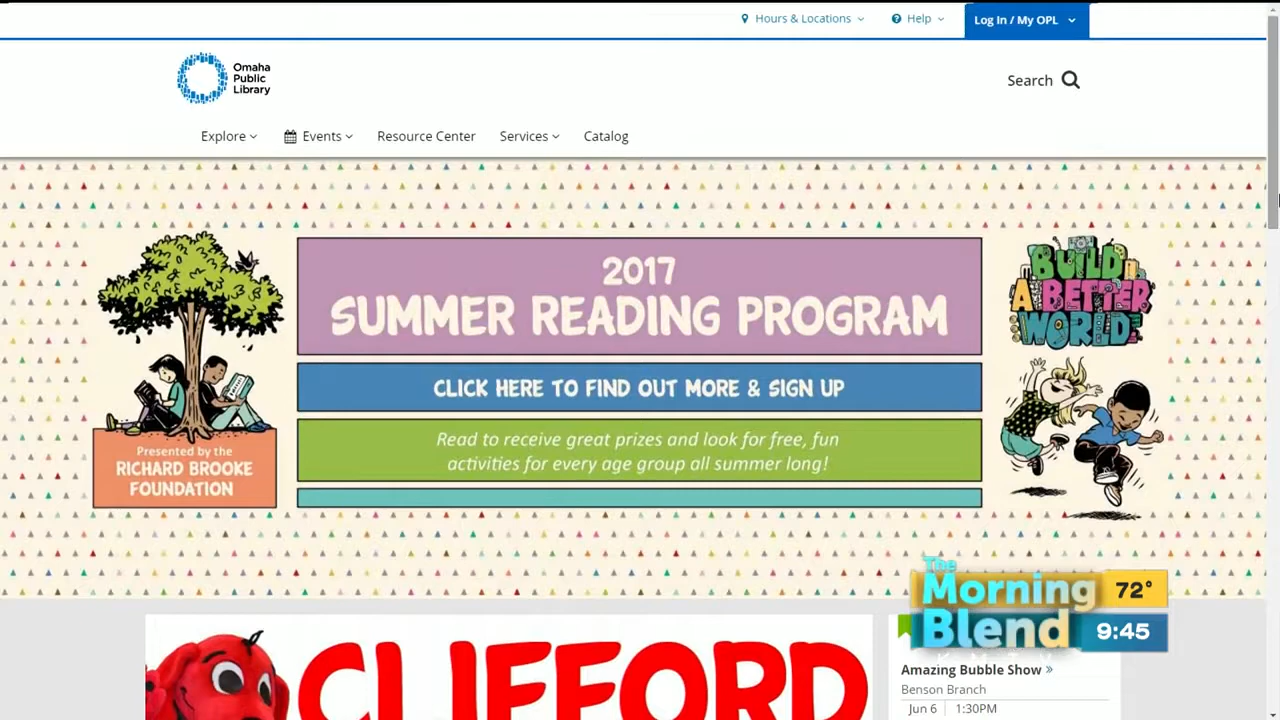 Hours & Locations
Help
Log In / My OPL
Omaha
Public
Library
Search
Explore
Events
Resource Center
Services
Catalog
2017
SUMMER READING PROGRAM
CLICK HERE TO FIND OUT MORE & SIGN UP
Read to receive great prizes and look for free, fun
activities for every age group all summer long!
Presented by the
RICHARD BROOKE
FOUNDATION
BUILD
A BETTER
WORLD
The
Morning
Blend
72°
9:45
CLIFFORD
Amazing Bubble Show »
Benson Branch
Jun 6 | 1:30PM